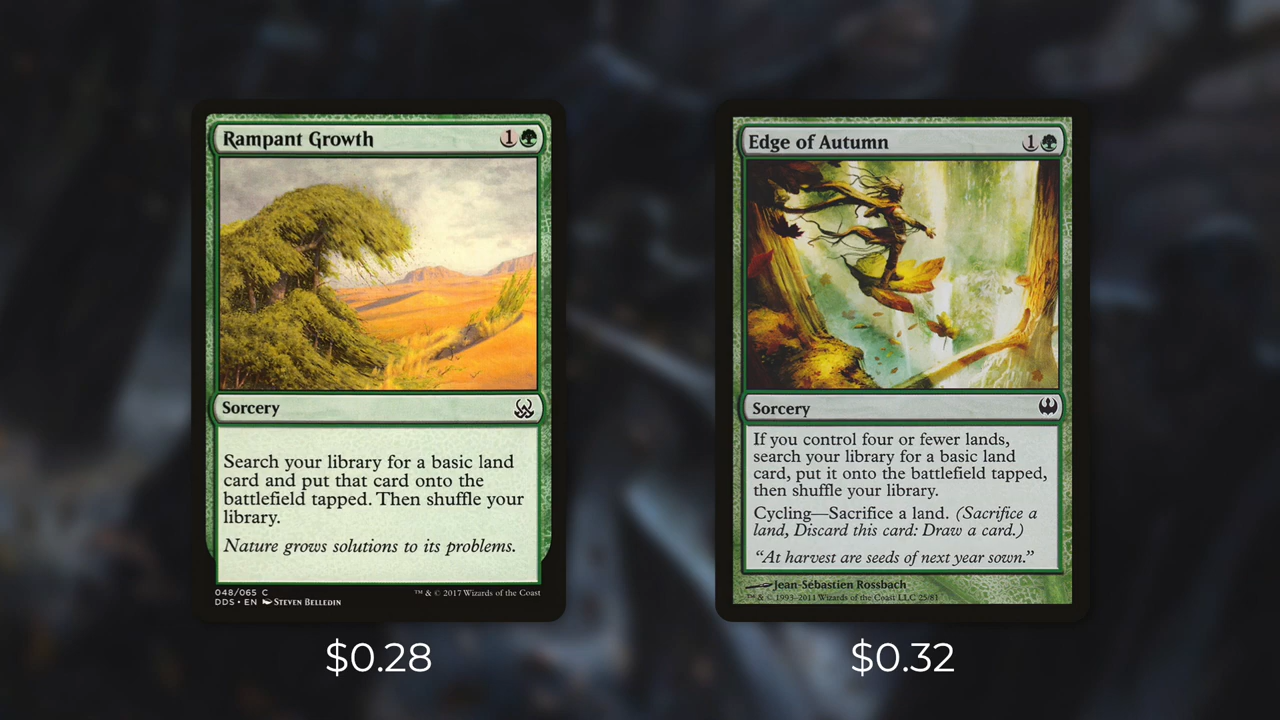 Rampant Growth 1
Sorcery
Search your library for a basic land
card and put that card onto the
battlefield tapped. Then shuffle your
library.
Nature grows solutions to its problems.
048/065 C
DDS • EN Steven Belledin
™ & © 2017 Wizards of the Coast
$0.28
Edge of Autumn 1
Sorcery
If you control four or fewer lands,
search your library for a basic land
card, put it onto the battlefield tapped,
then shuffle your library.
Cycling—Sacrifice a land. (Sacrifice a
land, Discard this card: Draw a card.)
"At harvest are seeds of next year sown."
Jean-Sébastien Rossbach
™ & © 1993–2011 Wizards of the Coast LLC 25/81
$0.32